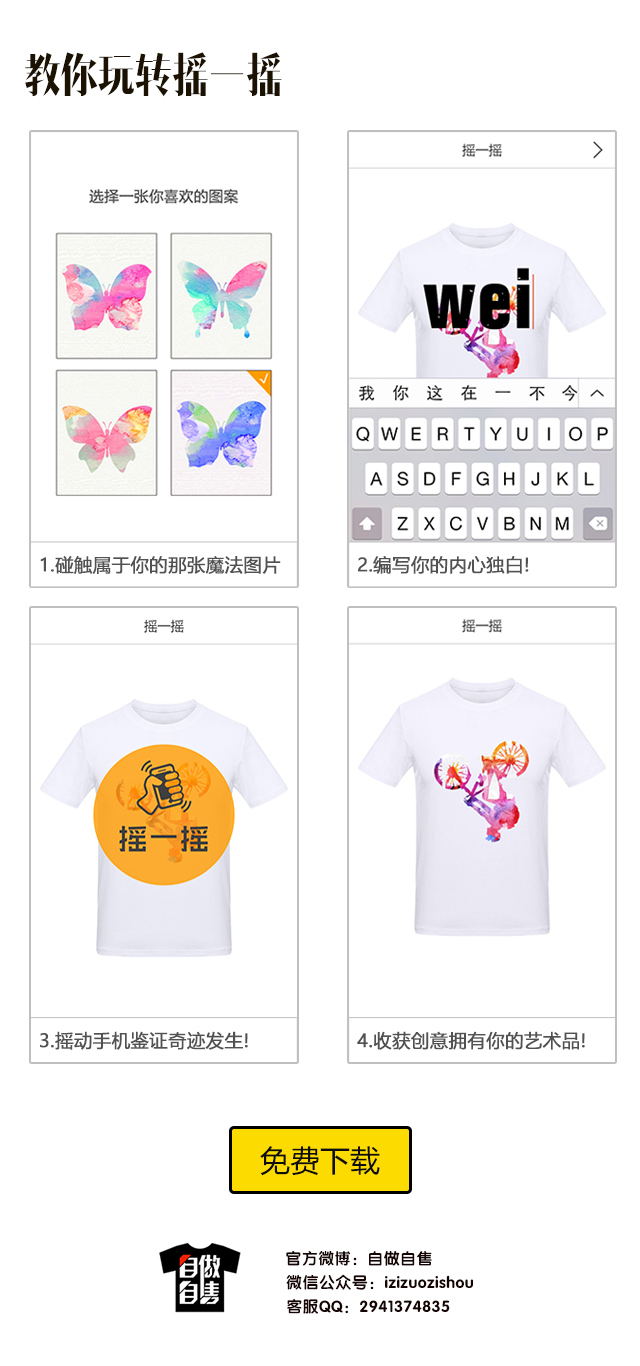 教你玩转摇一摇
选择一张你喜欢的图案
1.碰触属于你的那张魔法图片
摇一摇
wei
我 你 这 在 一 不 今
Q W E R T Y U I O P
A S D F G H J K L
Z X C V B N M
2.编写你的内心独白!
摇一摇
摇一摇
3.摇动手机鉴证奇迹发生!
摇一摇
4.收获创意拥有你的艺术品!
免费下载
自做
自售
官方微博：自做自售
微信公众号：izizuozishou
客服QQ：2941374835